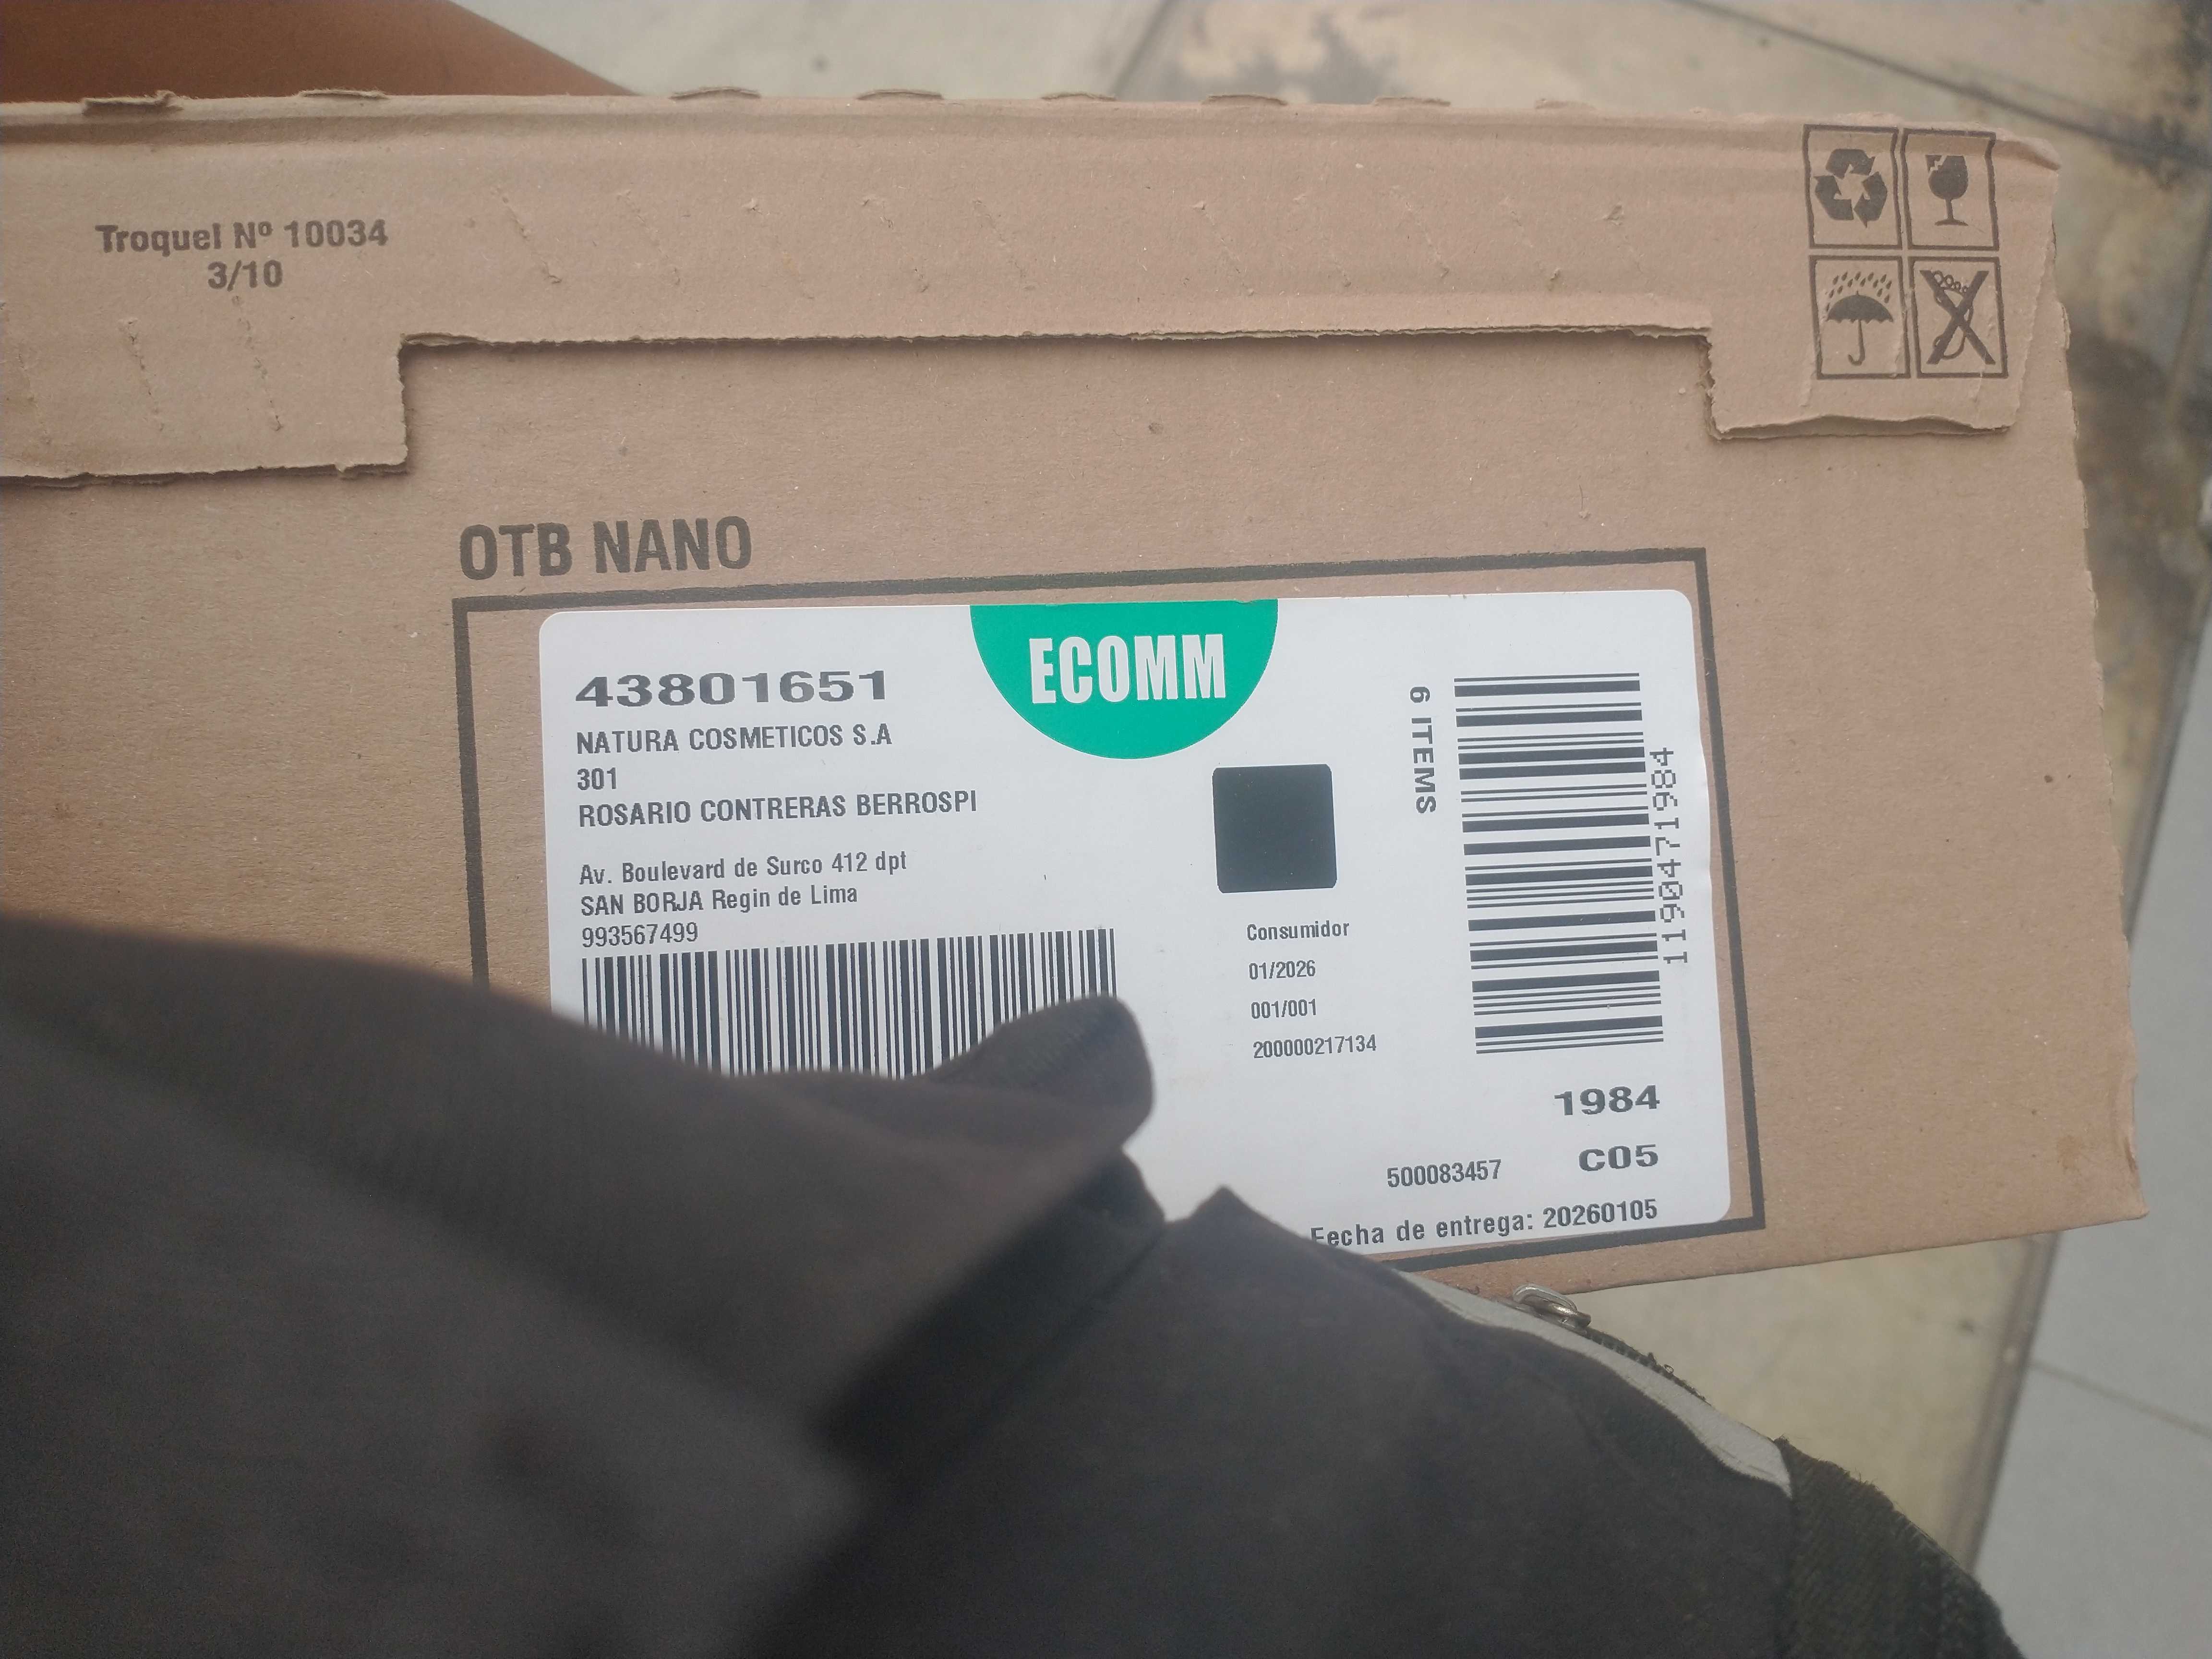 Troquel Nº 10034
3/10
OTB NANO
ECOMM
43801651
NATURA COSMETICOS S.A
301
ROSARIO CONTRERAS BERROSPI
Av. Boulevard de Surco 412 dpt
SAN BORJA Regin de Lima
993567499
6 ITEMS
1190471984
Consumidor
01/2026
001/001
200000217134
1984
C05
500083457
Fecha de entrega: 20260105